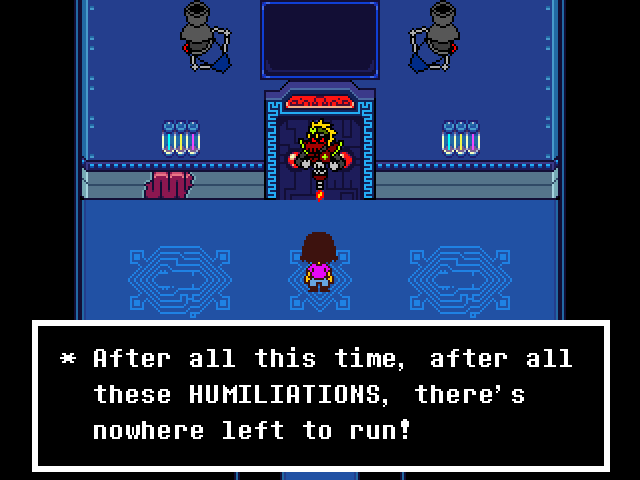 * After all this time, after all
these HUMILIATIONS, there's
nowhere left to run!